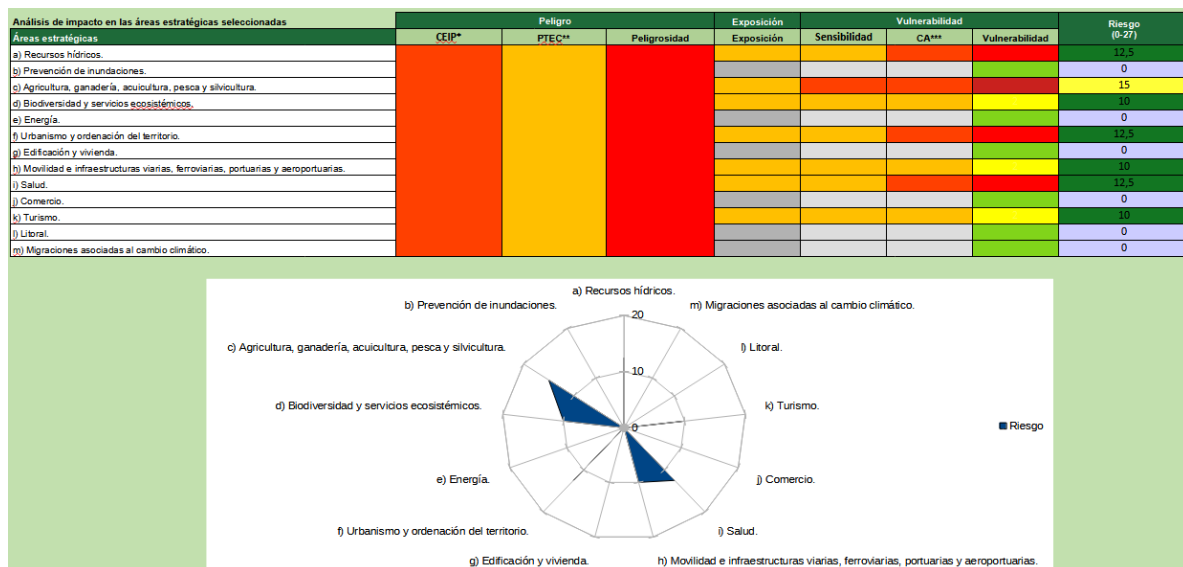 Análisis de impacto en las áreas estratégicas seleccionadas Peligro Exposición Vulnerabilidad Riesgo (0-27)
Áreas estratégicas CEIP* PTEC** Peligrosidad Exposición Sensibilidad CA*** Vulnerabilidad
a) Recursos hídricos. 12,5
b) Prevención de inundaciones. 0
c) Agricultura, ganadería, acuicultura, pesca y silvicultura. 15
d) Biodiversidad y servicios ecosistémicos. 10
e) Energía. 0
f) Urbanismo y ordenación del territorio. 12,5
g) Edificación y vivienda. 0
h) Movilidad e infraestructuras viarias, ferroviarias, portuarias y aeroportuarias. 10
i) Salud. 12,5
j) Comercio. 0
k) Turismo. 10
l) Litoral. 0
m) Migraciones asociadas al cambio climático. 0
a) Recursos hídricos.
b) Prevención de inundaciones. m) Migraciones asociadas al cambio climático.
20
c) Agricultura, ganadería, acuicultura, pesca y silvicultura. l) Litoral.
10
d) Biodiversidad y servicios ecosistémicos. k) Turismo.
0 Riesgo
e) Energía. j) Comercio.
f) Urbanismo y ordenación del territorio. i) Salud.
g) Edificación y vivienda. h) Movilidad e infraestructuras viarias, ferroviarias, portuarias y aeroportuarias.